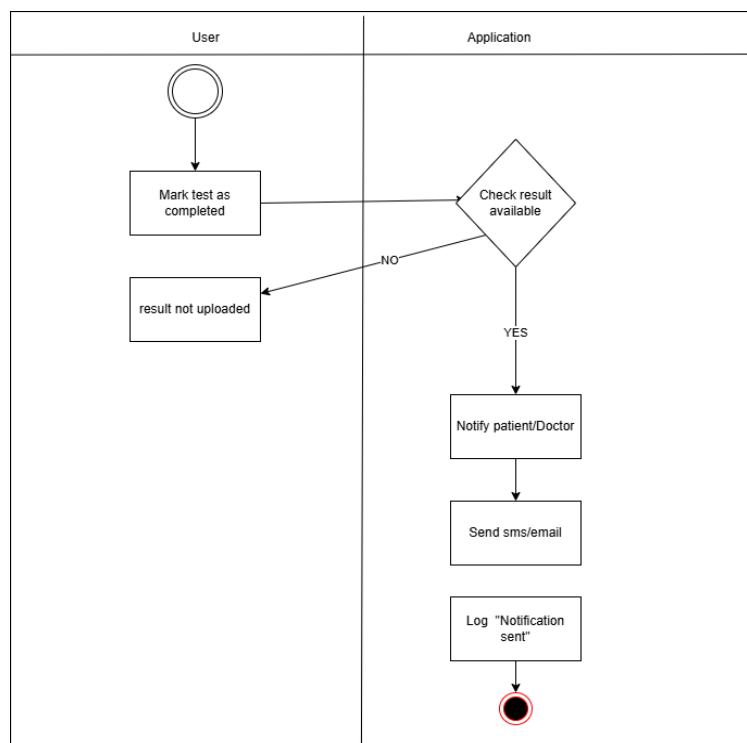 User
Application
Mark test as
completed
Check result
available
NO
result not uploaded
YES
Notify patient/Doctor
Send sms/email
Log "Notification
sent"